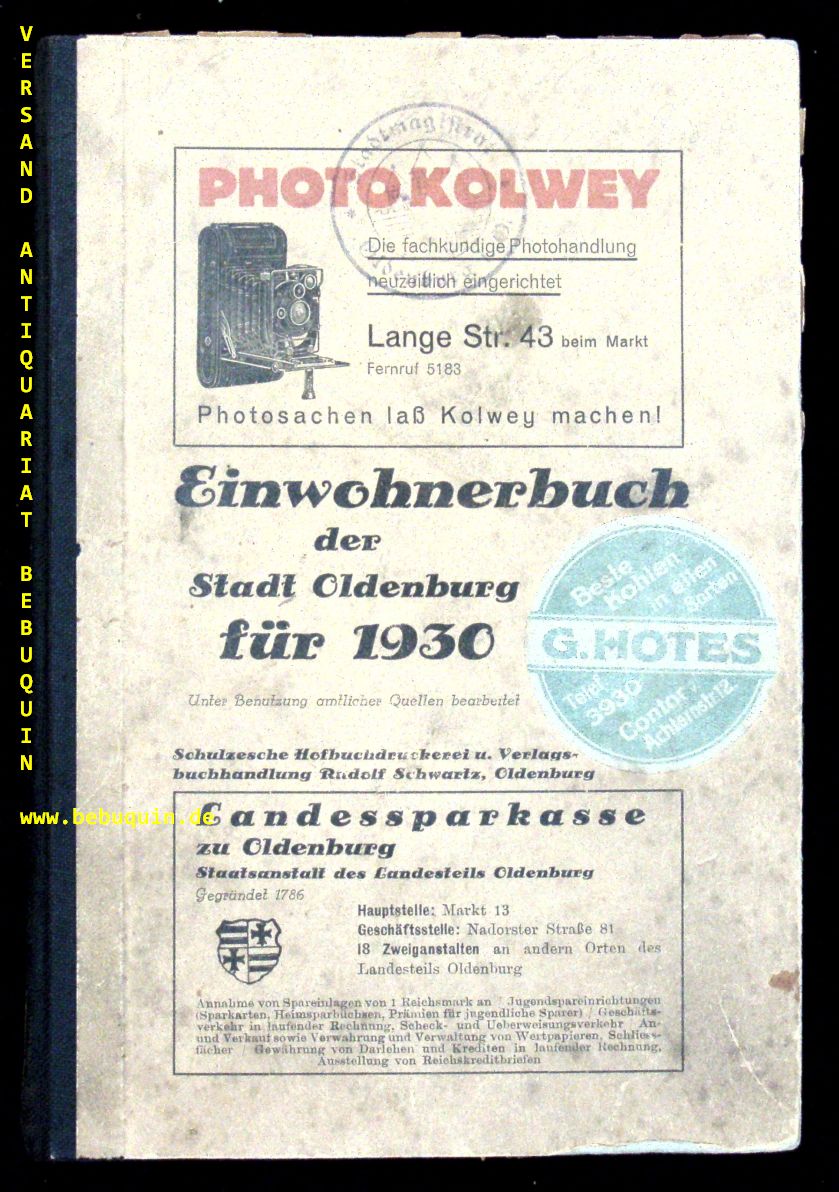 VERSAND ANTIQUARIAT BEBUQUIN
www.bebuquin.de
Stadtmagistrat
PHOTO KOLWEY
Die fachkundige Photohandlung
neuzeitlich eingerichtet
Lange Str. 43 beim Markt
Fernruf 5183
Photosachen laß Kolwey machen!
Einwohnerbuch
der
Stadt Oldenburg
für 1930
Unter Benutzung amtlicher Quellen bearbeitet
Beste
Kohlen
in allen
Sorten
G. HOTES
Telef.
3930
Contor
Achternstr. 12
Schulzesche Hofbuchdruckerei u. Verlags-
buchhandlung Rudolf Schwartz, Oldenburg
Landessparkasse
zu Oldenburg
Staatsanstalt des Landesteils Oldenburg
Gegründet 1786
Hauptstelle: Markt 13
Geschäftsstelle: Nadorster Straße 81
18 Zweiganstalten an andern Orten des
Landesteils Oldenburg
Annahme von Spareinlagen von 1 Reichsmark an / Jugendspareinrichtungen
(Sparkarten, Heimsparbüchsen, Prämien für jugendliche Sparer) / Geschäfts-
verkehr in laufender Rechnung, Scheck- und Ueberweisungsverkehr / An-
und Verkauf sowie Verwahrung und Verwaltung von Wertpapieren, Schliess-
fächer / Gewährung von Darlehen und Krediten in laufender Rechnung,
Ausstellung von Reichskreditbriefen